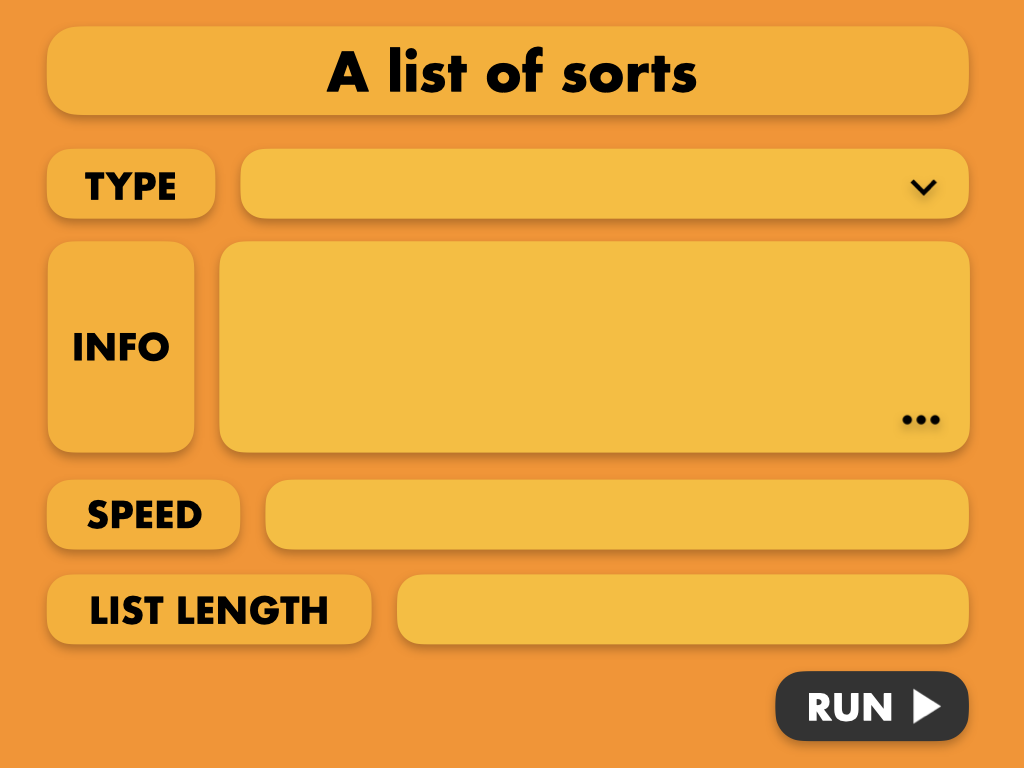 A list of sorts
TYPE
INFO
SPEED
LIST LENGTH
RUN